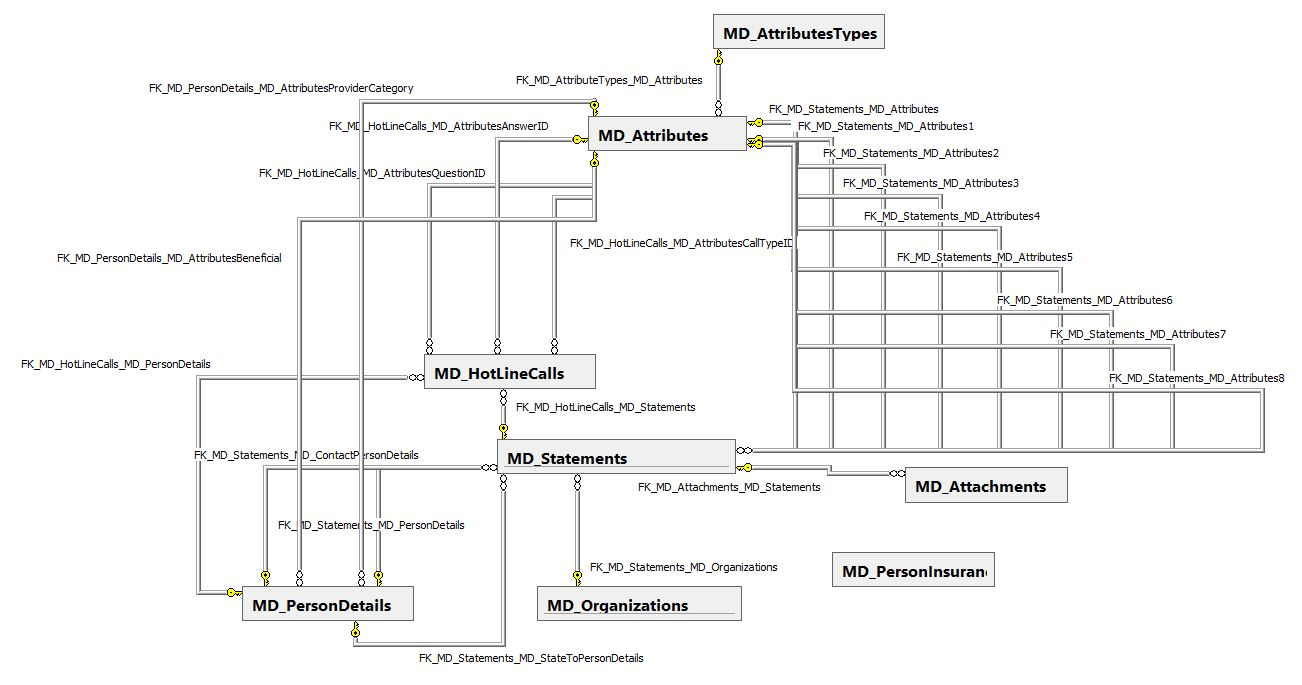 MD_AttributesTypes
FK_MD_AttributeTypes_MD_Attributes
FK_MD_PersonDetails_MD_AttributesProviderCategory
FK_MD_Statements_MD_Attributes
FK_MD_HotLineCalls_MD_AttributesAnswerID
MD_Attributes
FK_MD_Statements_MD_Attributes1
FK_MD_Statements_MD_Attributes2
FK_MD_HotLineCalls_MD_AttributesQuestionID
FK_MD_Statements_MD_Attributes3
FK_MD_Statements_MD_Attributes4
FK_MD_HotLineCalls_MD_AttributesCallTypeID
FK_MD_PersonDetails_MD_AttributesBeneficial
FK_MD_Statements_MD_Attributes5
FK_MD_Statements_MD_Attributes6
FK_MD_Statements_MD_Attributes7
FK_MD_HotLineCalls_MD_PersonDetails
MD_HotLineCalls
FK_MD_Statements_MD_Attributes8
FK_MD_HotLineCalls_MD_Statements
FK_MD_Statements_MD_ContactPersonDetails
MD_Statements
FK_MD_Attachments_MD_Statements
MD_Attachments
FK_MD_Statements_MD_PersonDetails
FK_MD_Statements_MD_Organizations
MD_PersonInsuran
MD_PersonDetails
MD_Organizations
FK_MD_Statements_MD_StateToPersonDetails